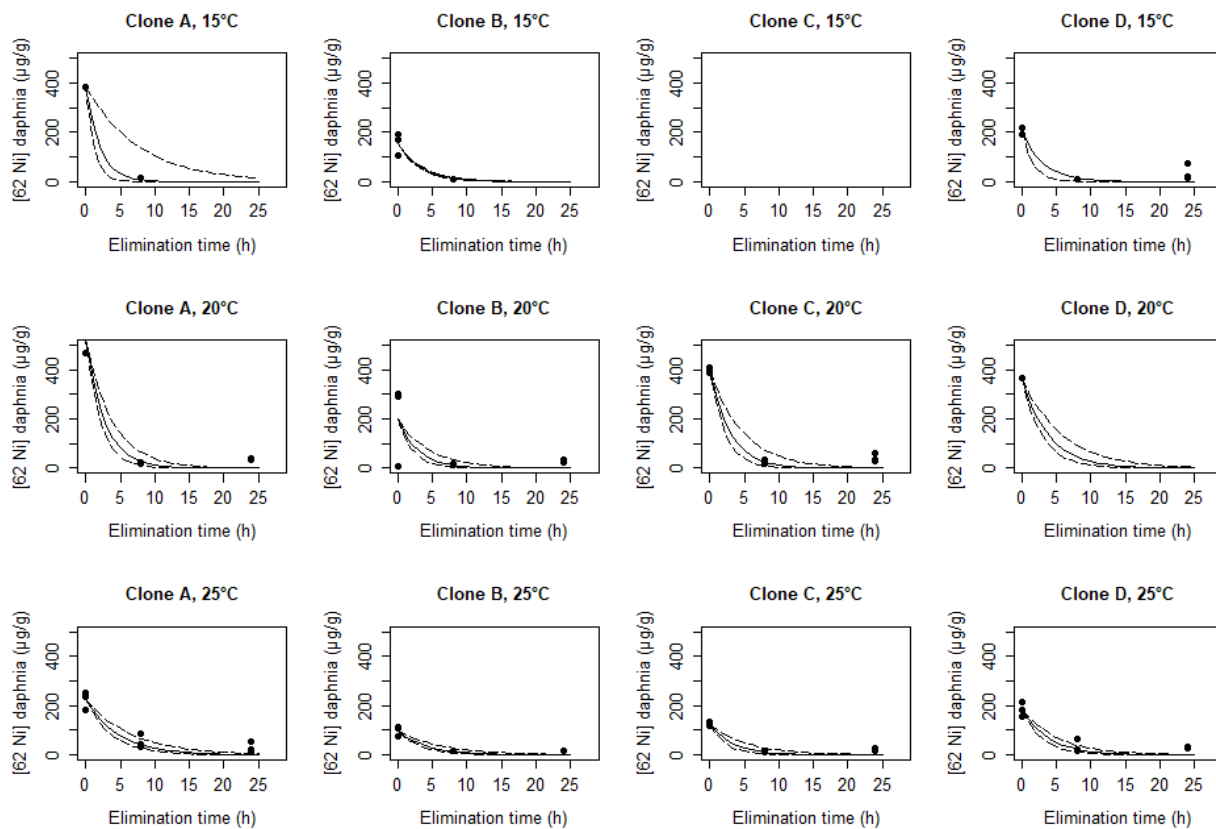 Clone A, 15°C
[62 Ni] daphnia (µg/g)
0 200 400
0 5 10 15 20 25
Elimination time (h)
Clone B, 15°C
[62 Ni] daphnia (µg/g)
0 200 400
0 5 10 15 20 25
Elimination time (h)
Clone C, 15°C
[62 Ni] daphnia (µg/g)
0 200 400
0 5 10 15 20 25
Elimination time (h)
Clone D, 15°C
[62 Ni] daphnia (µg/g)
0 200 400
0 5 10 15 20 25
Elimination time (h)
Clone A, 20°C
[62 Ni] daphnia (µg/g)
0 200 400
0 5 10 15 20 25
Elimination time (h)
Clone B, 20°C
[62 Ni] daphnia (µg/g)
0 200 400
0 5 10 15 20 25
Elimination time (h)
Clone C, 20°C
[62 Ni] daphnia (µg/g)
0 200 400
0 5 10 15 20 25
Elimination time (h)
Clone D, 20°C
[62 Ni] daphnia (µg/g)
0 200 400
0 5 10 15 20 25
Elimination time (h)
Clone A, 25°C
[62 Ni] daphnia (µg/g)
0 200 400
0 5 10 15 20 25
Elimination time (h)
Clone B, 25°C
[62 Ni] daphnia (µg/g)
0 200 400
0 5 10 15 20 25
Elimination time (h)
Clone C, 25°C
[62 Ni] daphnia (µg/g)
0 200 400
0 5 10 15 20 25
Elimination time (h)
Clone D, 25°C
[62 Ni] daphnia (µg/g)
0 200 400
0 5 10 15 20 25
Elimination time (h)